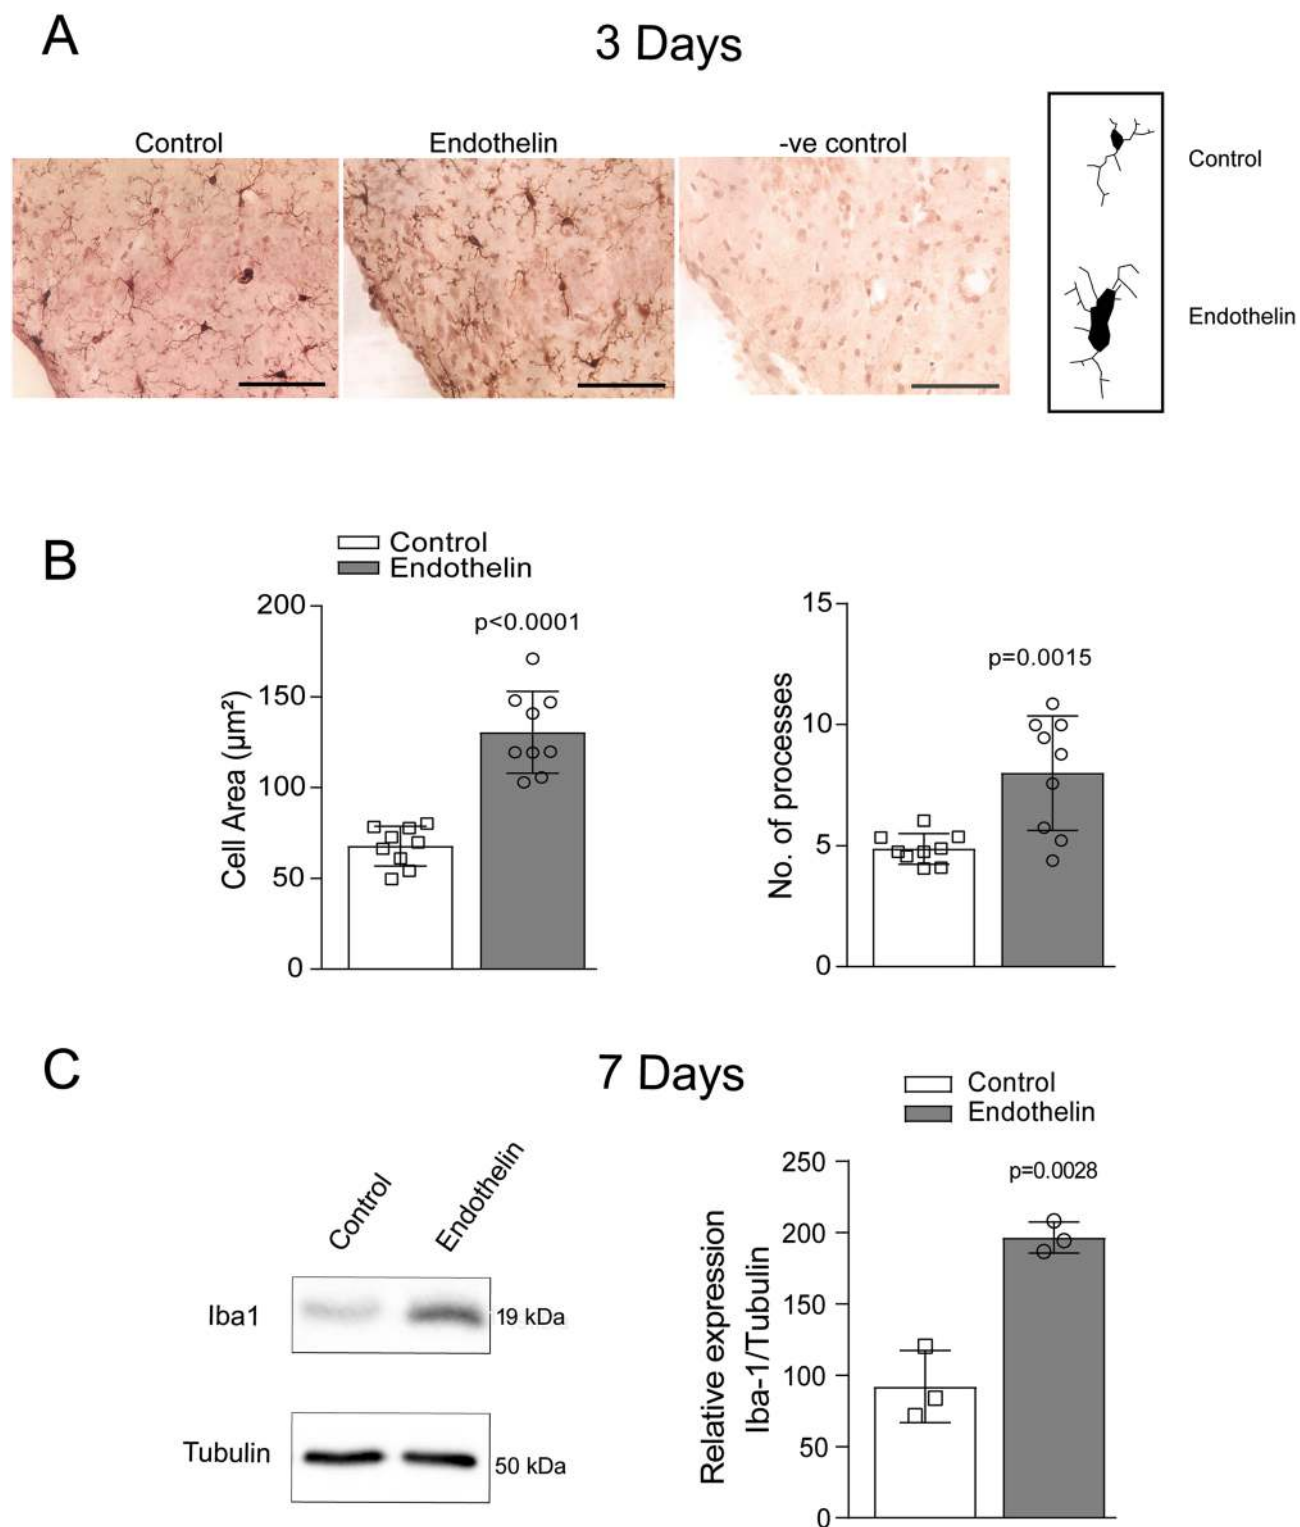 A
3 Days
Control
Endothelin
-ve control
Control
Endothelin
B
Control
Endothelin
200
150
100
50
0
Cell Area (µm²)
p<0.0001
15
10
5
0
No. of processes
p=0.0015
C
7 Days
Control
Endothelin
Control
Endothelin
Iba1
19 kDa
Tubulin
50 kDa
250
200
150
100
50
0
Relative expression
Iba-1/Tubulin
p=0.0028